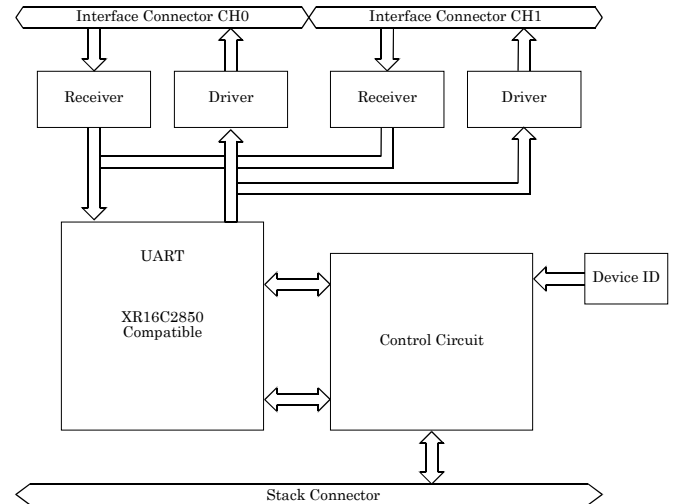 Interface Connector CH0
Interface Connector CH1
Receiver
Driver
Receiver
Driver
UART
XR16C2850
Compatible
Control Circuit
Device ID
Stack Connector